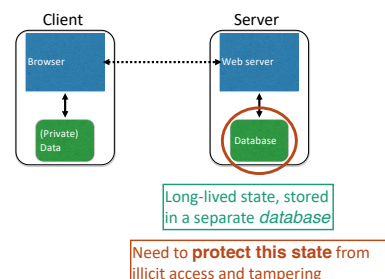 Client
Server
Browser
Web server
(Private)
Data
Database
Long-lived state, stored
in a separate database
Need to protect this state from
illicit access and tampering